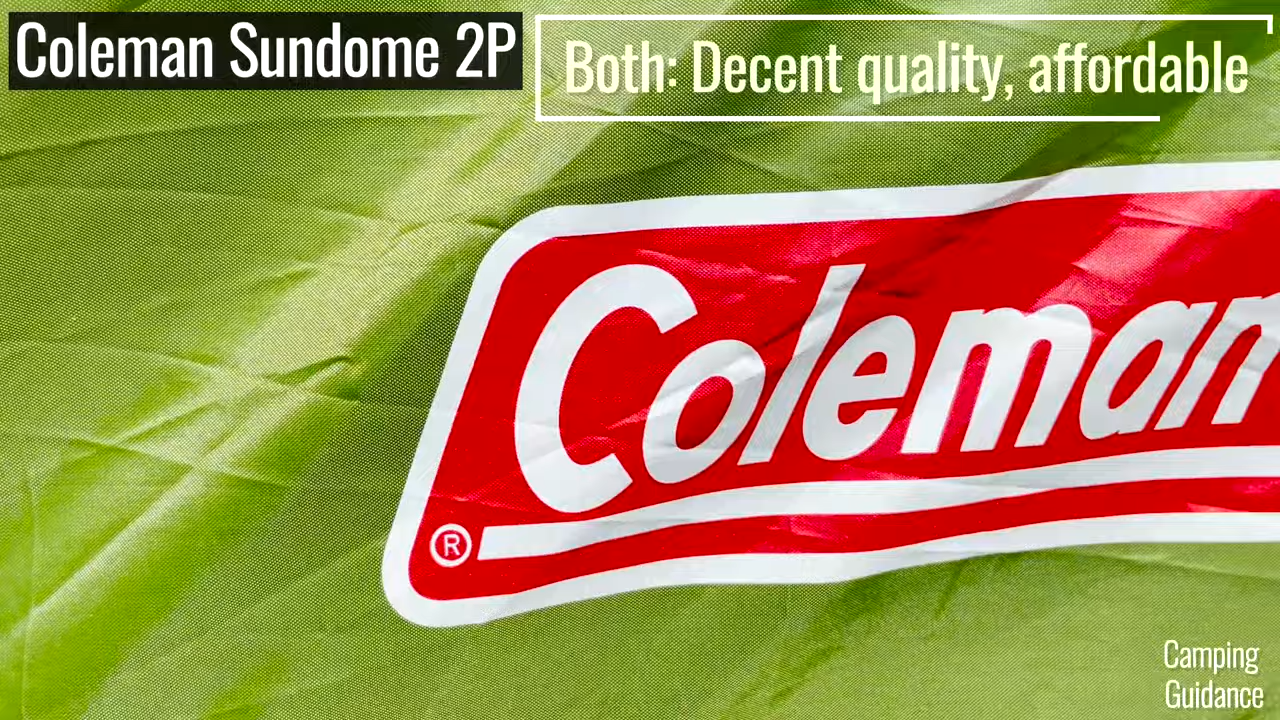 Coleman Sundome 2P
Both: Decent quality, affordable
Coleman
®
Camping
Guidance